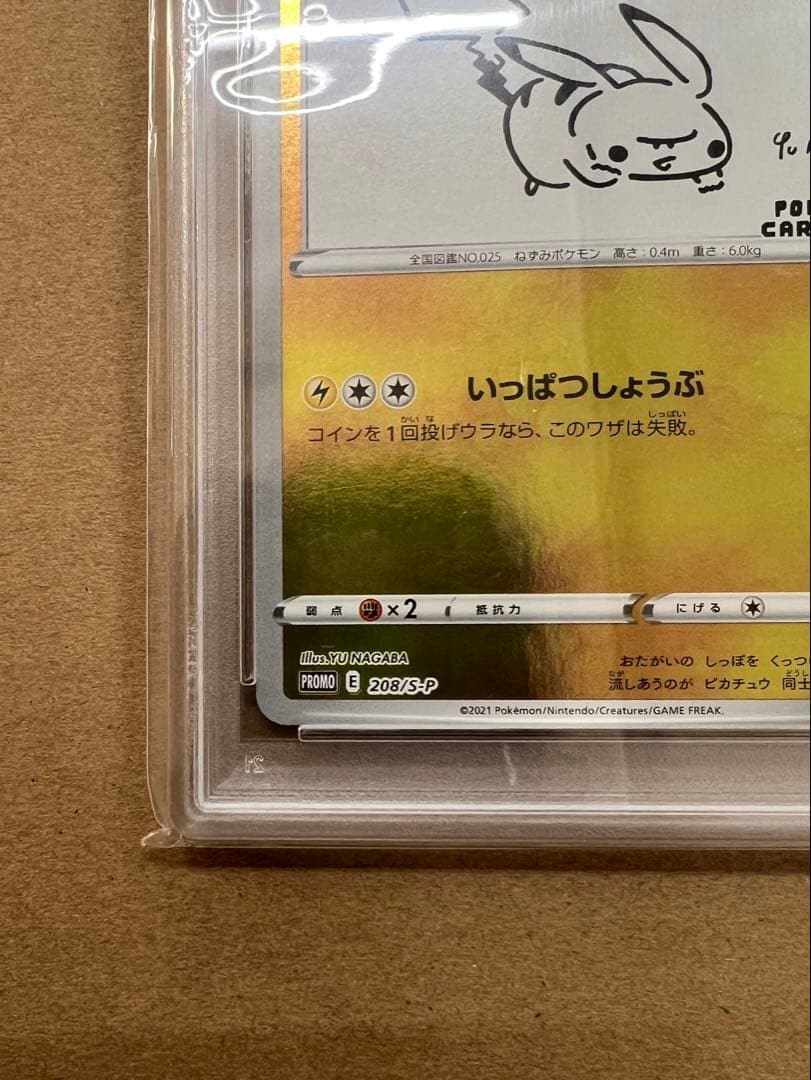 全国図鑑NO.025 ねずみポケモン 高さ:0.4m 重さ:6.0kg
いっぱつしょうぶ
コインを1回投げウラなら、このワザは失敗。
弱点 ×2 抵抗力 にげる
Illus.YU NAGABA
おたがいの しっぽを くっつ
PROMO E 208/S-P
流しあうのが ピカチュウ 同士
©2021 Pokémon/Nintendo/Creatures/GAME FREAK.
21